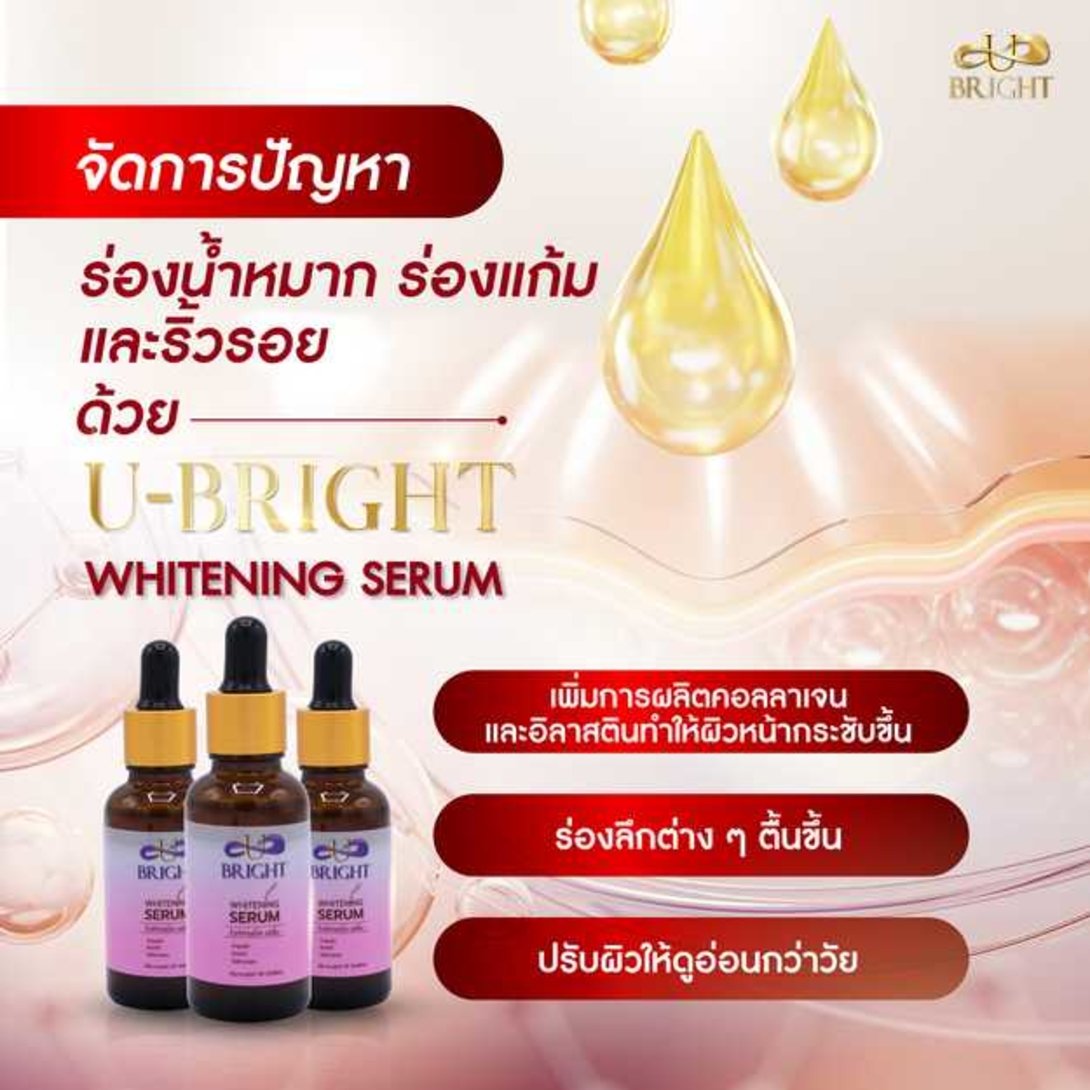 U
BRIGHT
จัดการปัญหา
ร่องน้ำหมาก ร่องแก้ม
และริ้วรอย
ด้วย
U-BRIGHT
WHITENING SERUM
เพิ่มการผลิตคอลลาเจน
และอิลาสตินทำให้ผิวหน้ากระชับขึ้น
ร่องลึกต่าง ๆ ตื้นขึ้น
ปรับผิวให้ดูอ่อนกว่าวัย
BRIGH
WHITENING
SERUM
U
BRIGHT
WHITENING
SERUM
U
BRIGHT
WHITENING
SERUM